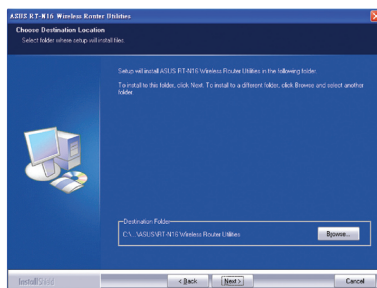 ASUS RT-N16 Wireless Router Utilities
Choose Destination Location
Select folder where setup will install files.
Setup will install ASUS RT-N16 Wireless Router Utilities in the following folder.
To install to this folder, click Next. To install to a different folder, click Browse and select another
folder.
Destination Folder
C:\...\ASUS\RT-N16 Wireless Router Utilities
Browse...
InstallShield
< Back
Next >
Cancel